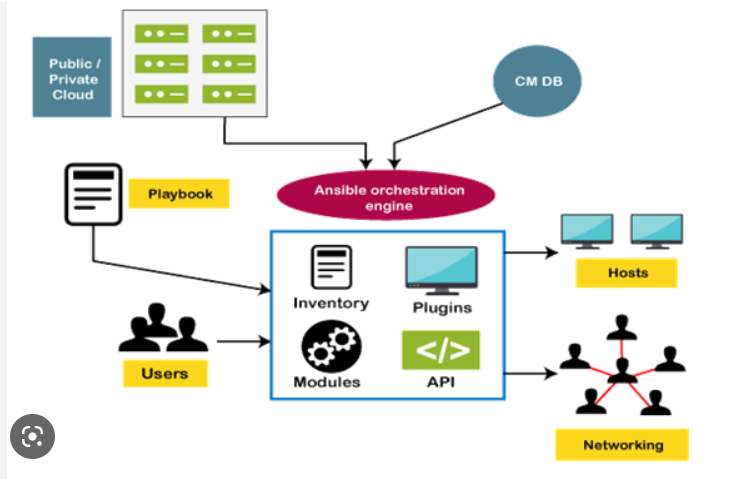 Public /
Private
Cloud
CM DB
Playbook
Ansible orchestration
engine
Inventory
Plugins
Hosts
Users
Modules
</>
API
Networking